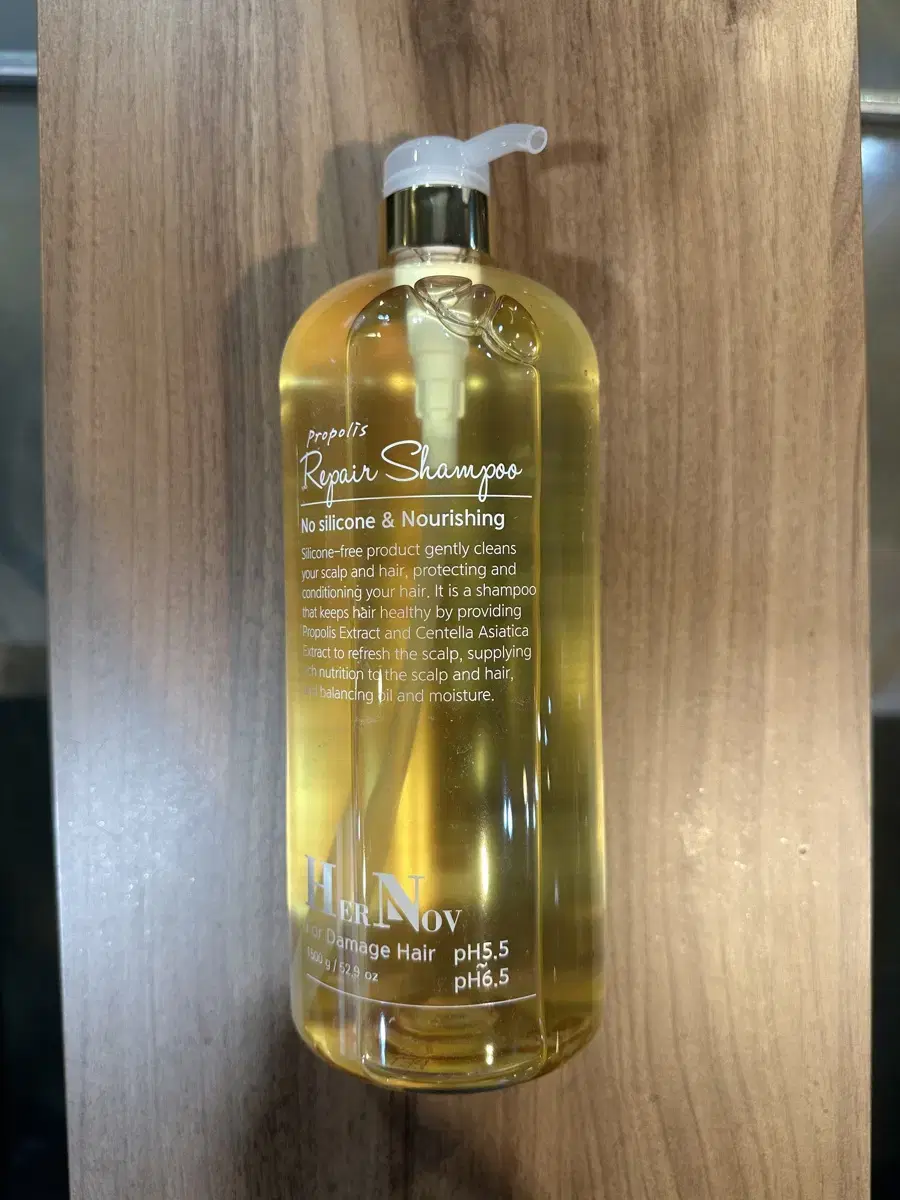 Propolis
Repair Shampoo
No silicone & Nourishing
Silicone-free product gently cleans
your scalp and hair, protecting and
conditioning your hair. It is a shampoo
that keeps hair healthy by providing
Propolis Extract and Centella Asiatica
Extract to refresh the scalp, supplying
nutrition to the scalp and hair,
balancing oil and moisture.
HerNov
For Damage Hair pH5.5
~
1500 g / 52.9 oz pH6.5